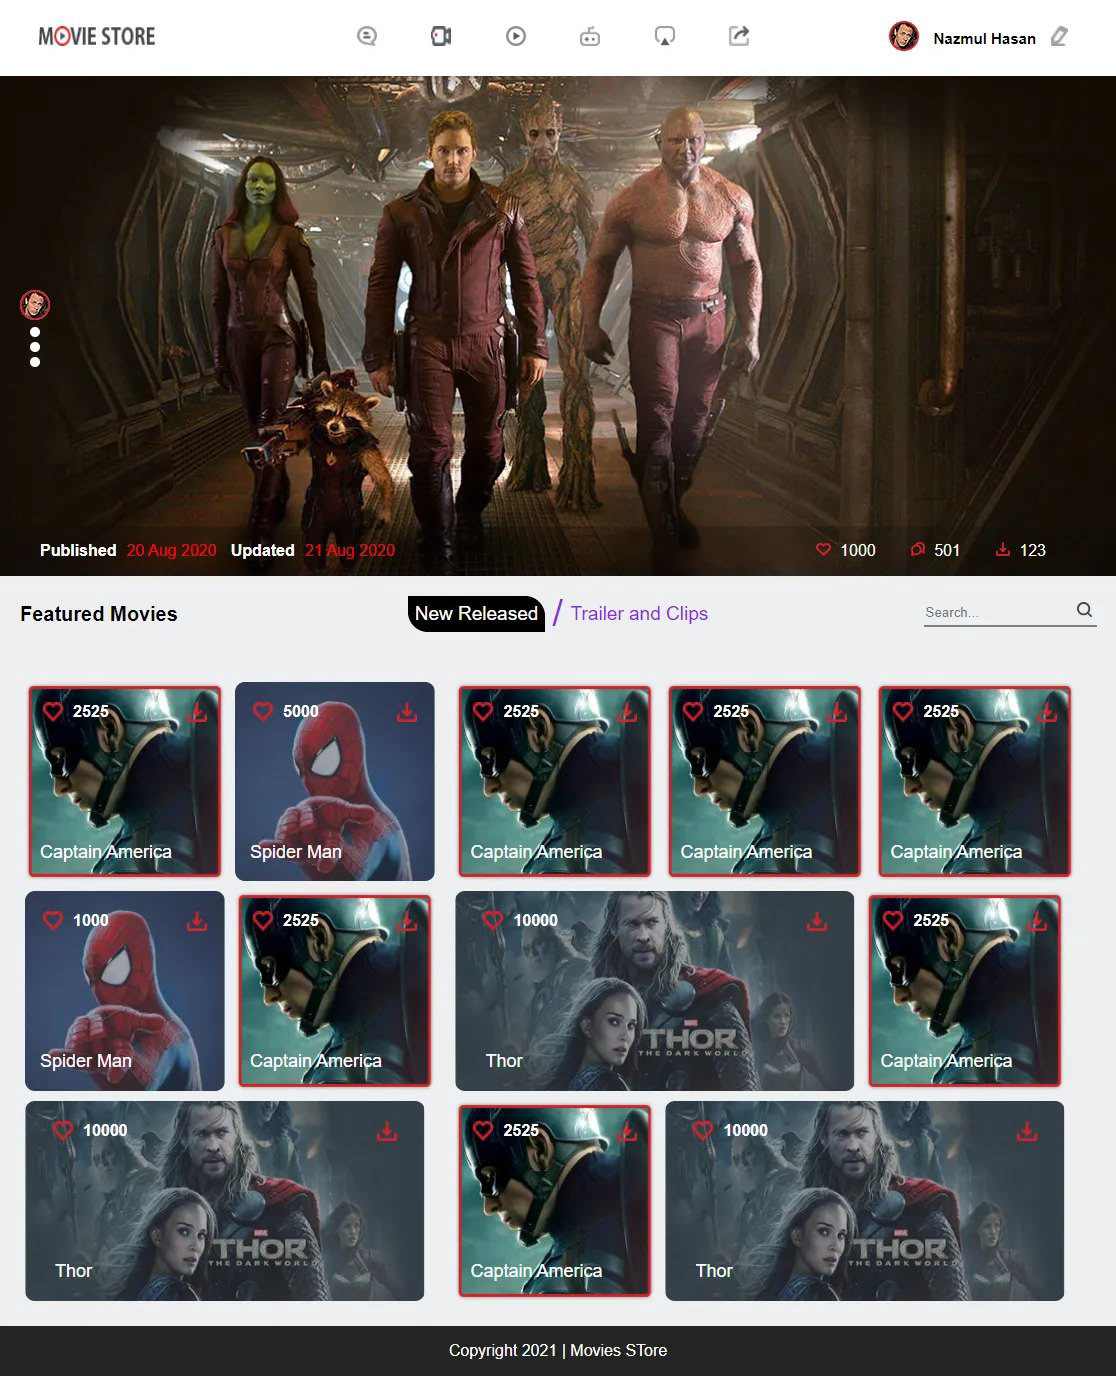 MOVIE STORE
Nazmul Hasan
Published 20 Aug 2020 Updated 21 Aug 2020
1000 501 123
Featured Movies
New Released / Trailer and Clips
Search...
2525
Captain America
5000
Spider Man
2525
Captain America
2525
Captain America
2525
Captain America
1000
Spider Man
2525
Captain America
10000
MARVEL
THOR
THE DARK WORLD
Thor
2525
Captain America
10000
MARVEL
THOR
THE DARK WORLD
Thor
2525
Captain America
10000
MARVEL
THOR
THE DARK WORLD
Thor
Copyright 2021 | Movies STore